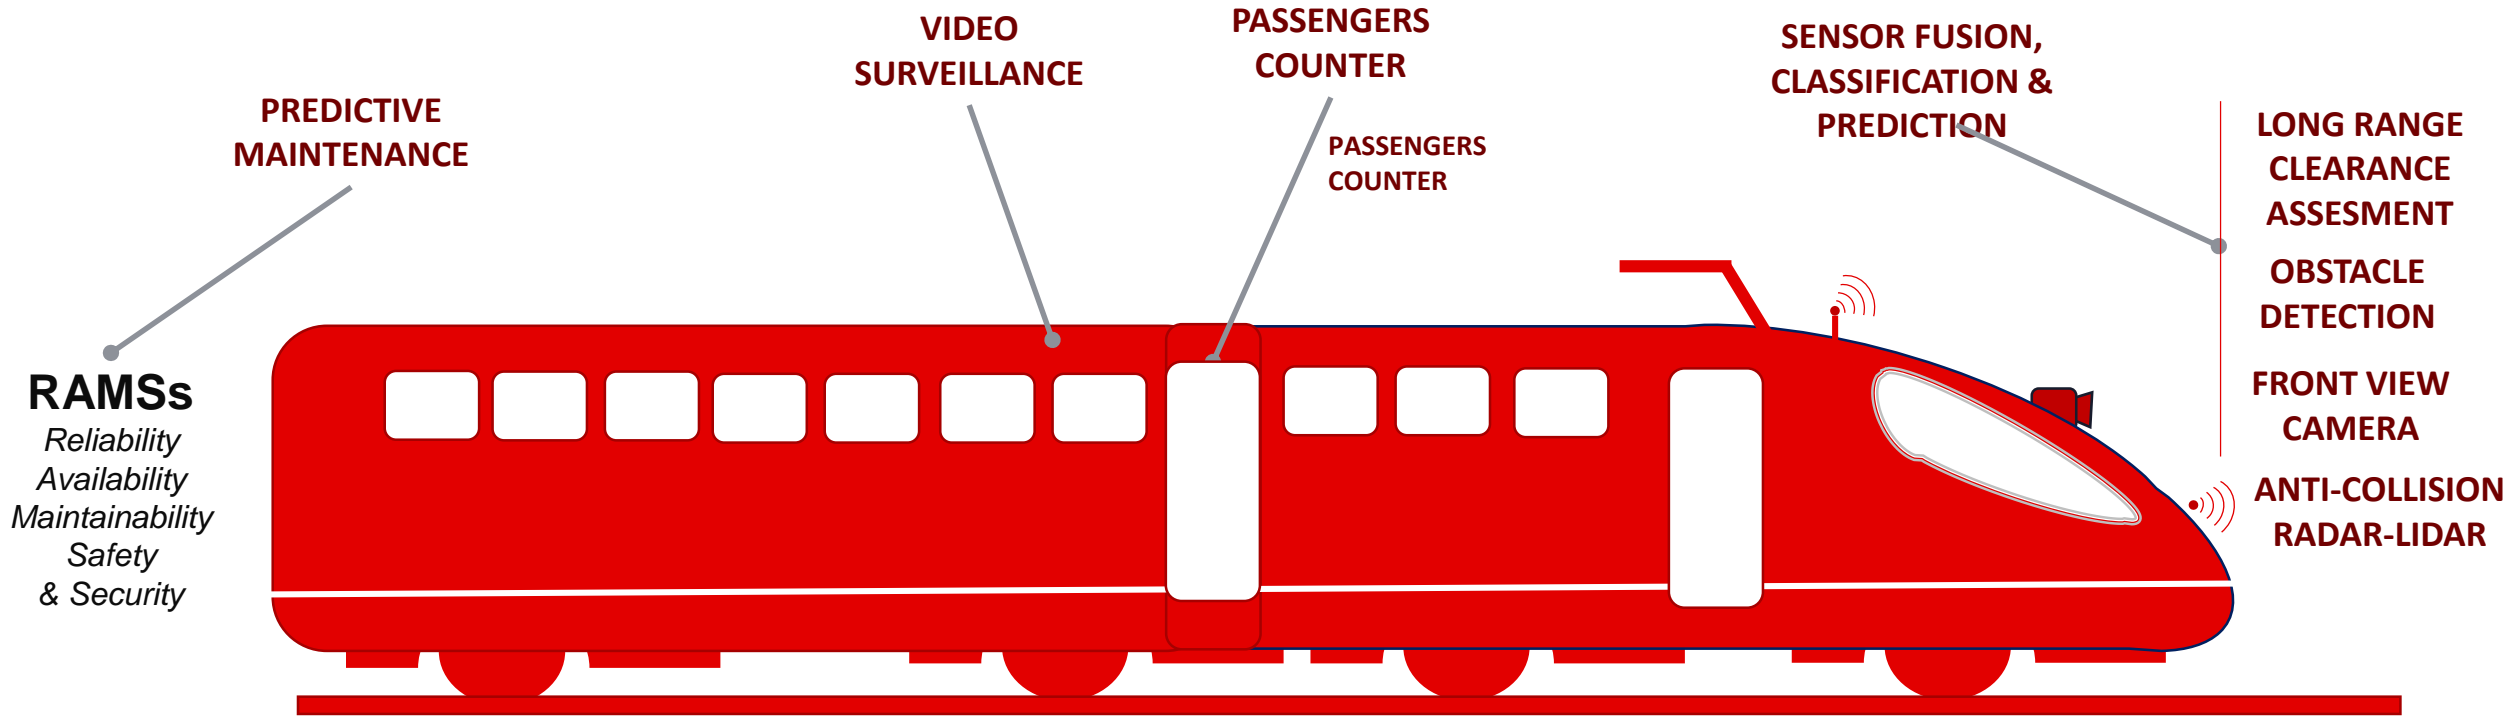 PREDICTIVE
MAINTENANCE
RAMSs
Reliability
Availability
Maintainability
Safety
& Security
VIDEO
SURVEILLANCE
PASSENGERS
COUNTER
PASSENGERS
COUNTER
SENSOR FUSION,
CLASSIFICATION &
PREDICTION
LONG RANGE
CLEARANCE
ASSESMENT
OBSTACLE
DETECTION
FRONT VIEW
CAMERA
ANTI-COLLISION
RADAR-LIDAR